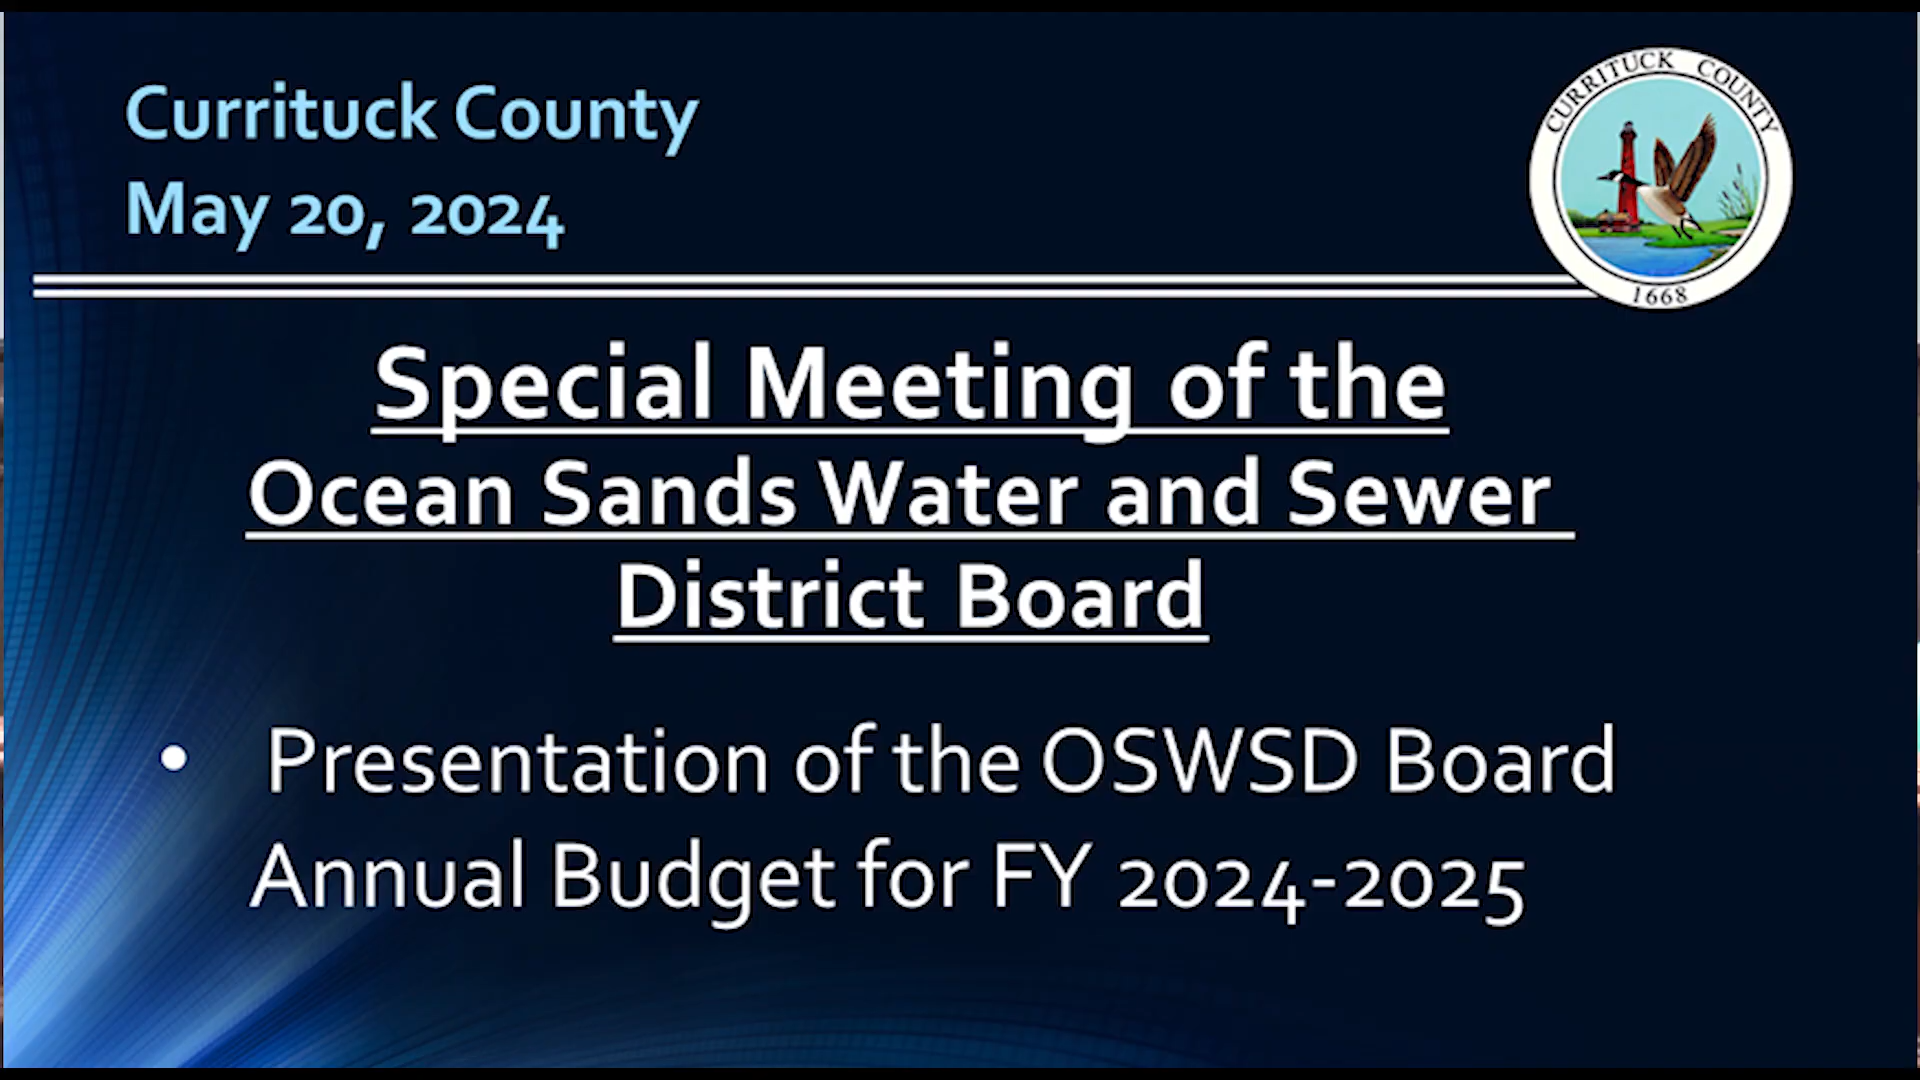 Currituck County
May 20, 2024
CURRITUCK COUNTY
1668
Special Meeting of the
Ocean Sands Water and Sewer
District Board
• Presentation of the OSWSD Board
Annual Budget for FY 2024-2025